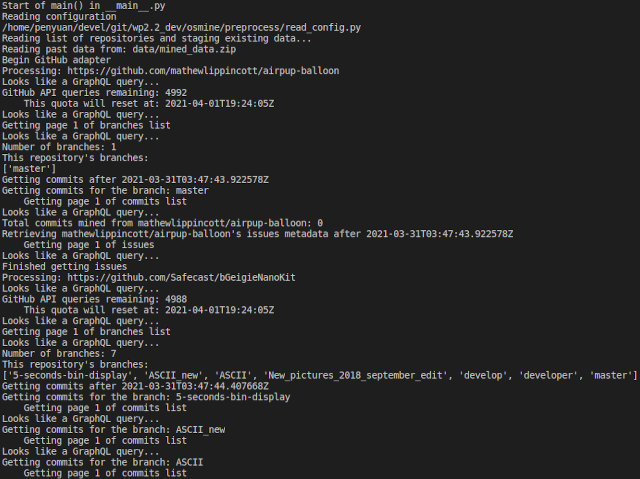 Start of main() in __main__.py
Reading configuration
/home/penyuan/devel/git/wp2.2_dev/osmine/preprocess/read_config.py
Reading list of repositories and staging existing data...
Reading past data from: data/mined_data.zip
Begin GitHub adapter
Processing: https://github.com/mathewlippincott/airpup-balloon
Looks like a GraphQL query...
GitHub API queries remaining: 4992
    This quota will reset at: 2021-04-01T19:24:05Z
Looks like a GraphQL query...
Getting page 1 of branches list
Looks like a GraphQL query...
Number of branches: 1
This repository's branches:
['master']
Getting commits after 2021-03-31T03:47:43.922578Z
Getting commits for the branch: master
    Getting page 1 of commits list
Looks like a GraphQL query...
Total commits mined from mathewlippincott/airpup-balloon: 0
Retrieving mathewlippincott/airpup-balloon's issues metadata after 2021-03-31T03:47:43.922578Z
    Getting page 1 of issues
Looks like a GraphQL query...
Finished getting issues
Processing: https://github.com/Safecast/bGeigieNanoKit
Looks like a GraphQL query...
GitHub API queries remaining: 4988
    This quota will reset at: 2021-04-01T19:24:05Z
Looks like a GraphQL query...
Getting page 1 of branches list
Looks like a GraphQL query...
Number of branches: 7
This repository's branches:
['5-seconds-bin-display', 'ASCII_new', 'ASCII', 'New_pictures_2018_september_edit', 'develop', 'developer', 'master']
Getting commits after 2021-03-31T03:47:44.407668Z
Getting commits for the branch: 5-seconds-bin-display
    Getting page 1 of commits list
Looks like a GraphQL query...
Getting commits for the branch: ASCII_new
    Getting page 1 of commits list
Looks like a GraphQL query...
Getting commits for the branch: ASCII
    Getting page 1 of commits list